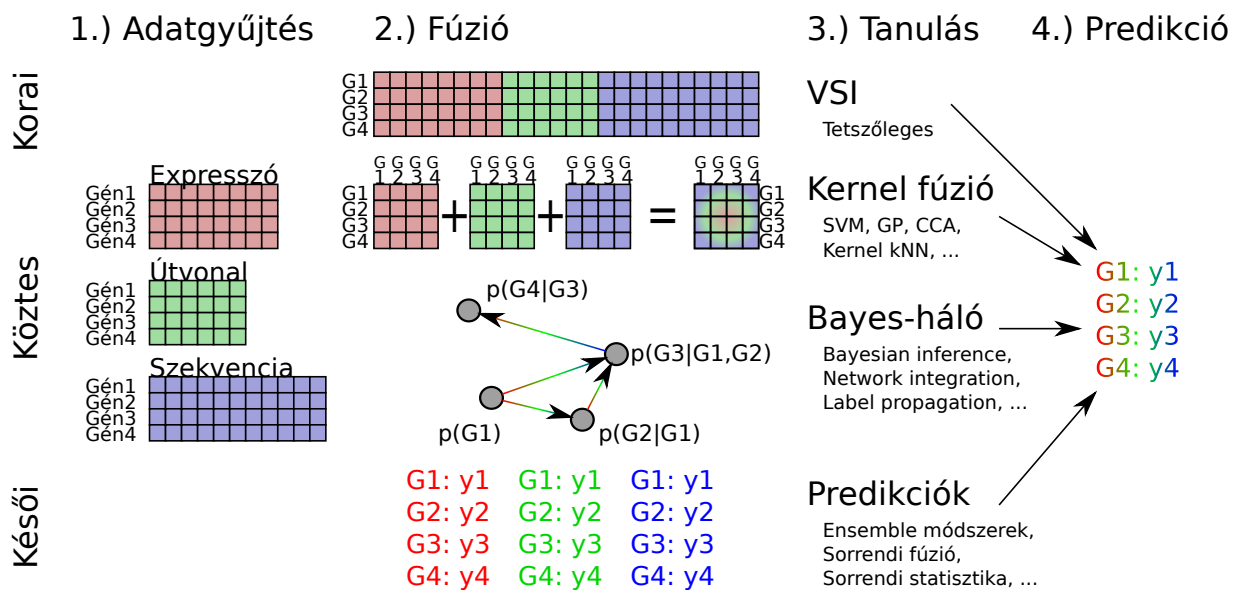 1.) Adatgyűjtés
2.) Fúzió
3.) Tanulás
4.) Predikció
Korai
Köztes
Késői
Expresszó
Gén1
Gén2
Gén3
Gén4
Útvonal
Gén1
Gén2
Gén3
Gén4
Szekvencia
Gén1
Gén2
Gén3
Gén4
G1
G2
G3
G4
G G G G
1 2 3 4
G1
G2
G3
G4
+
G G G G
1 2 3 4
+
G G G G
1 2 3 4
=
G G G G
1 2 3 4
G1
G2
G3
G4
p(G4|G3)
p(G3|G1,G2)
p(G1)
p(G2|G1)
G1: y1 G1: y1 G1: y1
G2: y2 G2: y2 G2: y2
G3: y3 G3: y3 G3: y3
G4: y4 G4: y4 G4: y4
VSI
Tetszőleges
Kernel fúzió
SVM, GP, CCA,
Kernel kNN, ...
Bayes-háló
Bayesian inference,
Network integration,
Label propagation, ...
Predikciók
Ensemble módszerek,
Sorrendi fúzió,
Sorrendi statisztika, ...
G1: y1
G2: y2
G3: y3
G4: y4